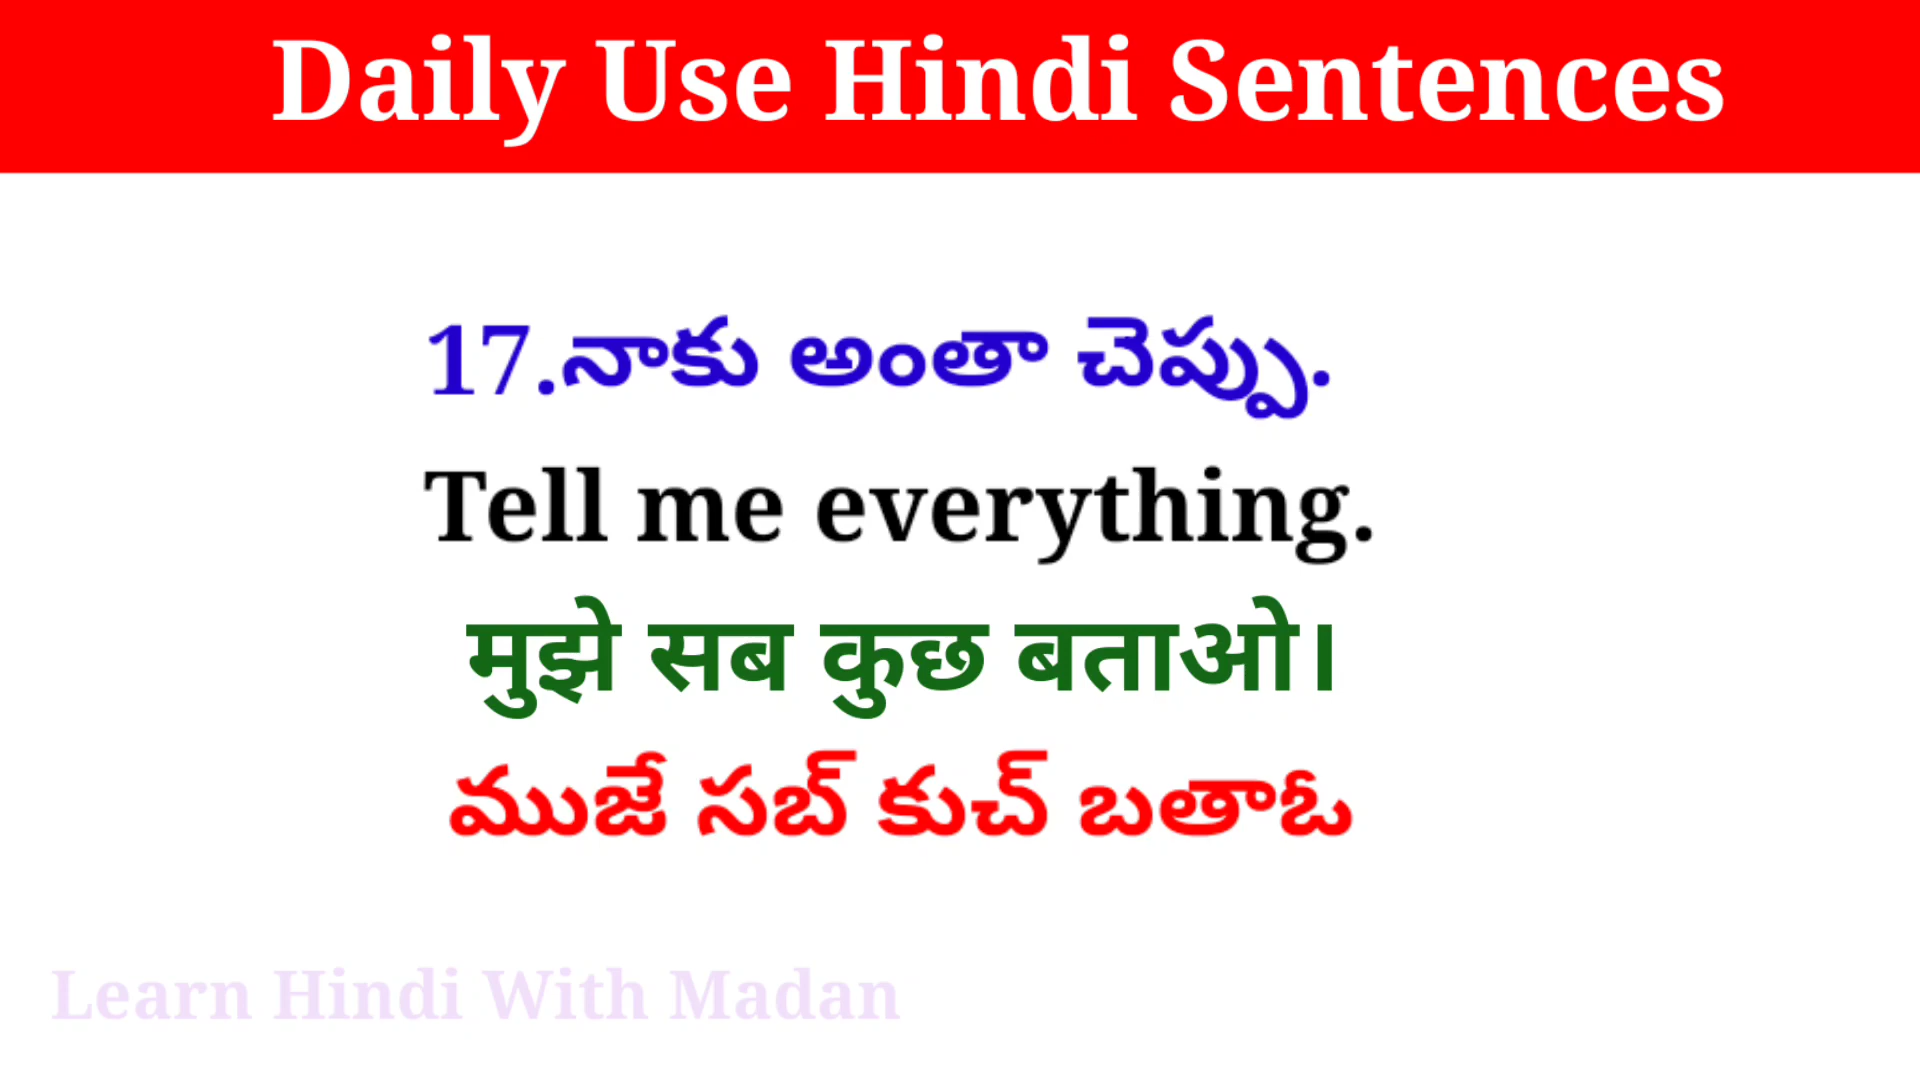 Daily Use Hindi Sentences
17.నాకు అంతా చెప్పు.
Tell me everything.
मुझे सब कुछ बताओ।
ముజే సబ్ కుచ్ బతాఓ
Learn Hindi With Madan